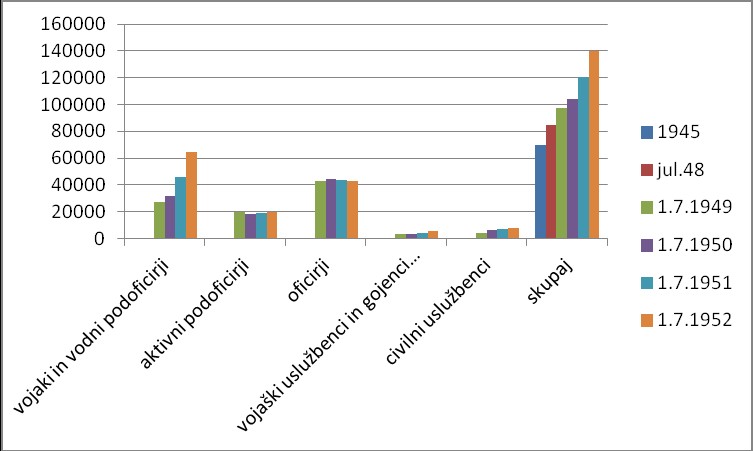 160000
140000
120000
100000
80000
60000
40000
20000
0
vojaki in vodni podoficirji
aktivni podoficirji
oficirji
vojaški uslužbenci in gojenci...
civilni uslužbenci
skupaj
1945
jul.48
1.7.1949
1.7.1950
1.7.1951
1.7.1952